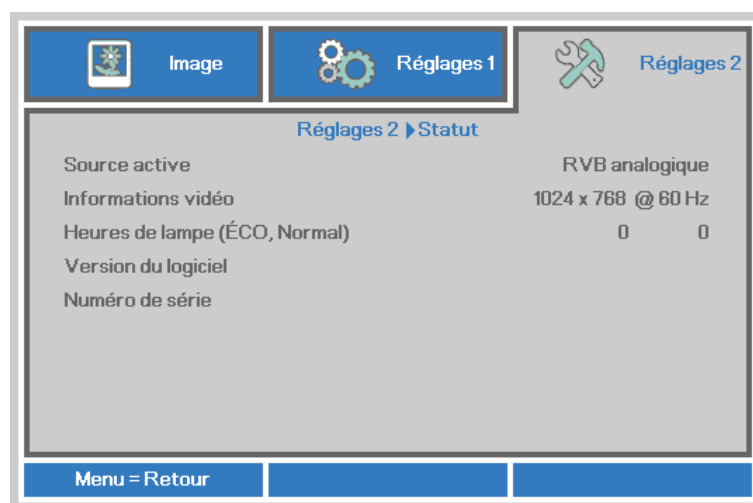 Image
Réglages 1
Réglages 2
Réglages 2 Statut
Source active RVB analogique
Informations vidéo 1024 x 768 @ 60 Hz
Heures de lampe (ÉCO, Normal) 0 0
Version du logiciel
Numéro de série
Menu = Retour